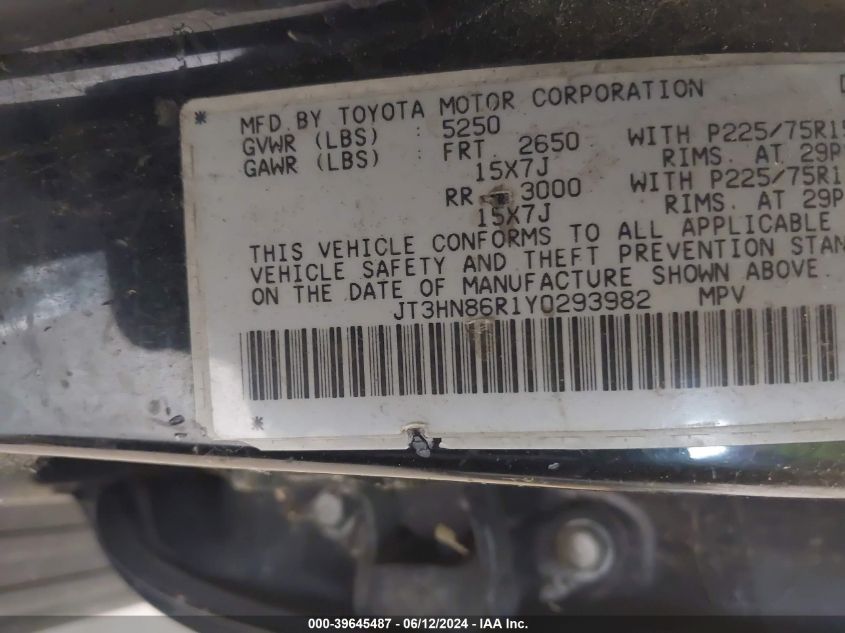 * MFD BY TOYOTA MOTOR CORPORATION
GVWR (LBS) : 5250
GAWR (LBS) : FRT 2650 WITH P225/75R15
15X7J RIMS. AT 29P
RR 3000 WITH P225/75R1
15X7J RIMS. AT 29P
THIS VEHICLE CONFORMS TO ALL APPLICABLE
VEHICLE SAFETY AND THEFT PREVENTION STAN
ON THE DATE OF MANUFACTURE SHOWN ABOVE.
JT3HN86R1Y0293982 MPV
*
000-39645487 - 06/12/2024 - IAA Inc.